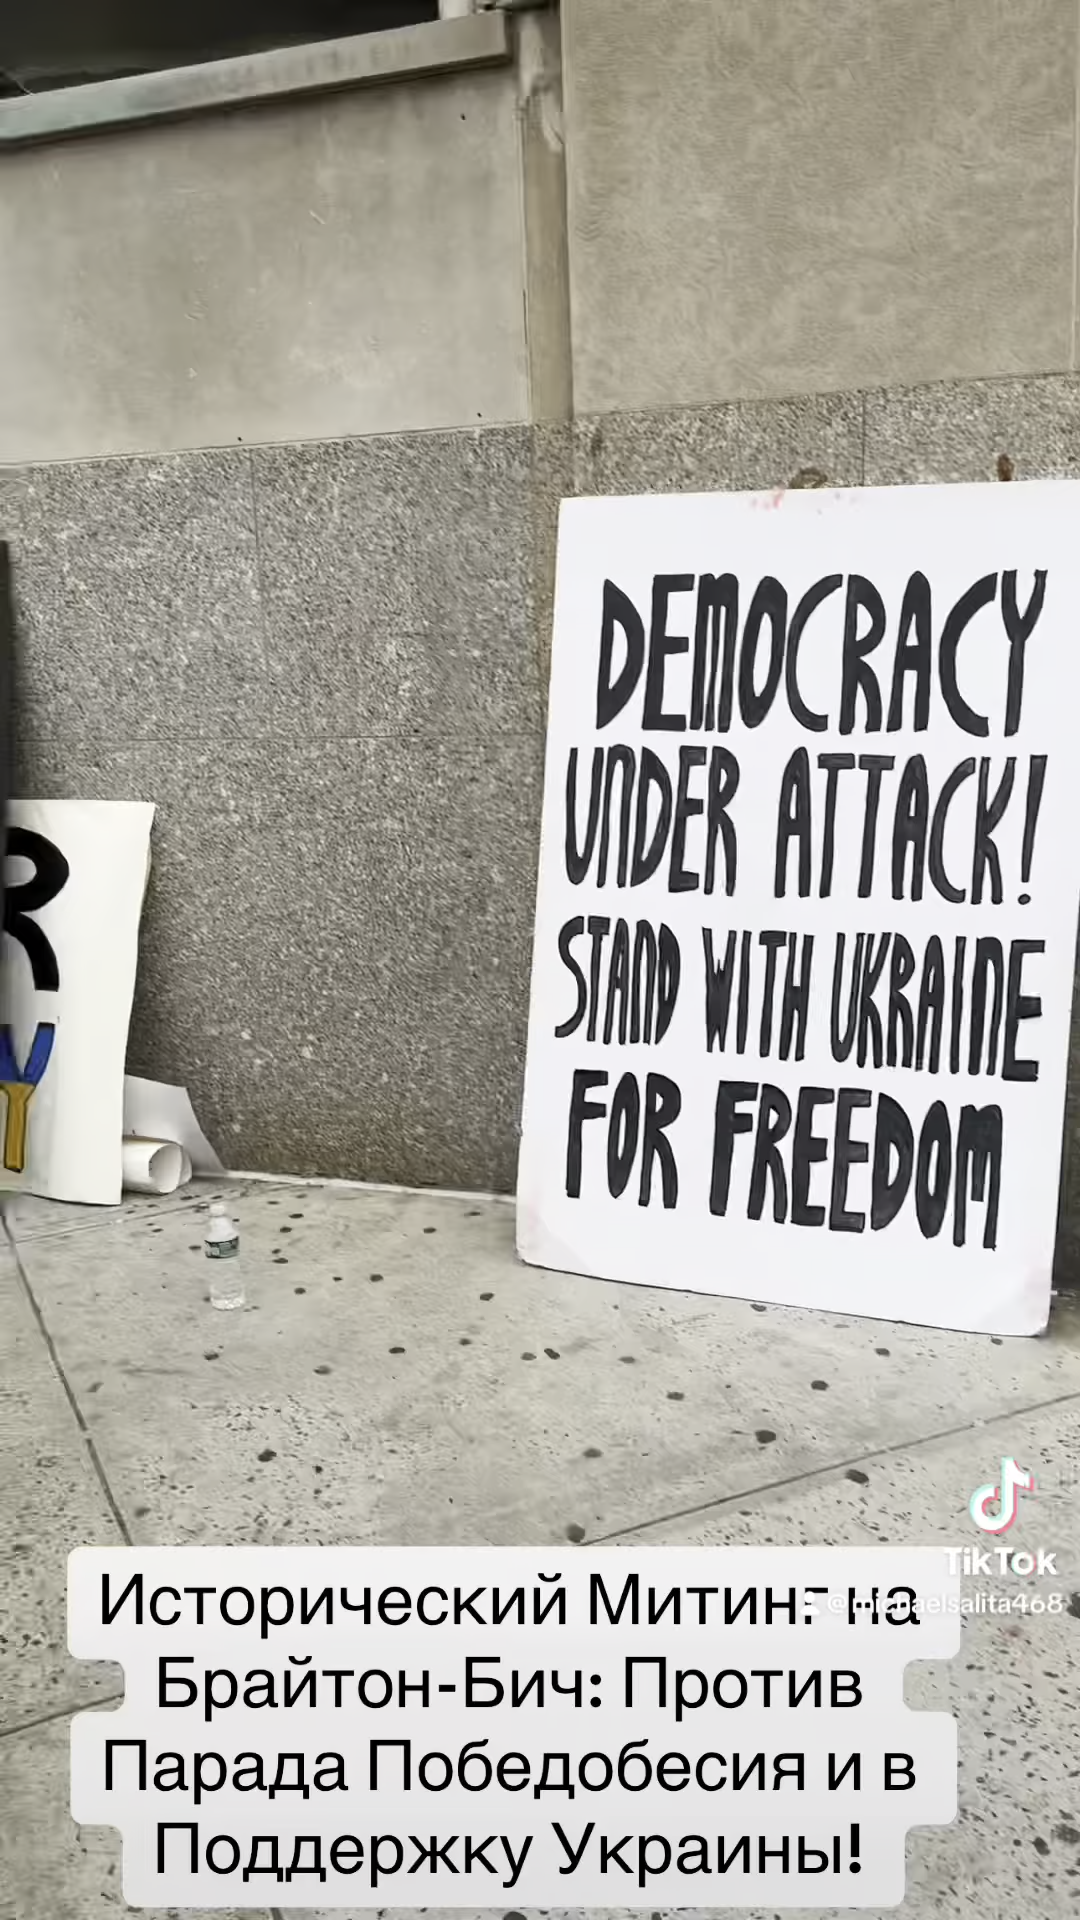 DEMOCRACY
UNDER ATTACK!
STAND WITH UKRAINE
FOR FREEDOM
R
Y
TikTok
@michaelsalita468
Исторический Митинг на
Брайтон-Бич: Против
Парада Победобесия и в
Поддержку Украины!